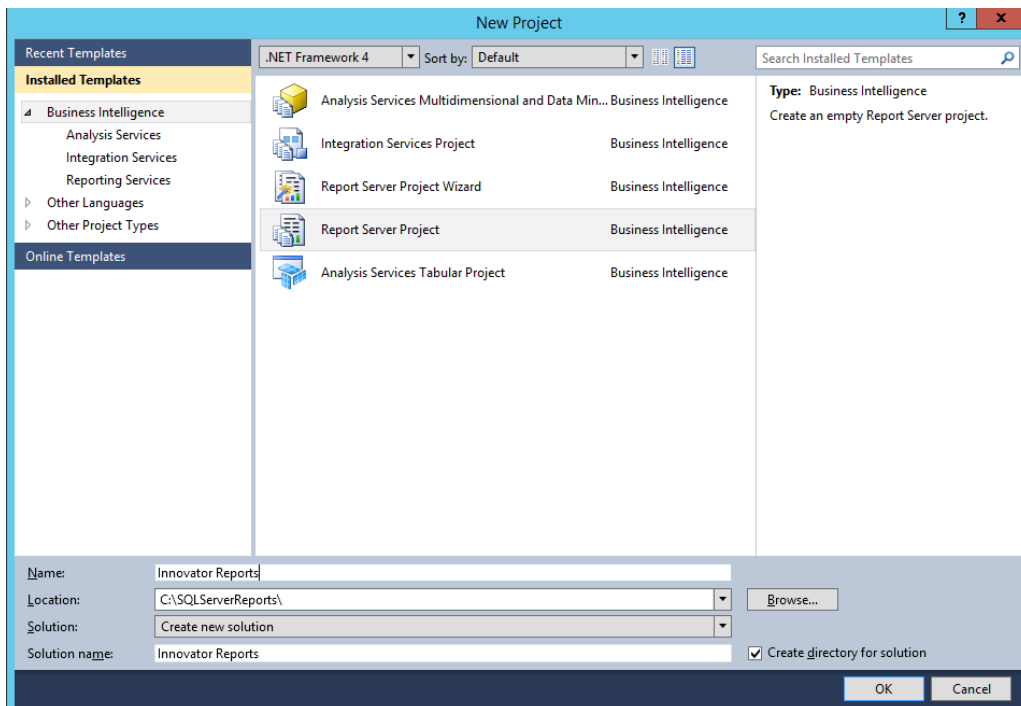 New Project
?
x
Recent Templates
Installed Templates
Business Intelligence
Analysis Services
Integration Services
Reporting Services
Other Languages
Other Project Types
Online Templates
.NET Framework 4
Sort by: Default
Analysis Services Multidimensional and Data Min... Business Intelligence
Integration Services Project Business Intelligence
Report Server Project Wizard Business Intelligence
Report Server Project Business Intelligence
Analysis Services Tabular Project Business Intelligence
Search Installed Templates
Type: Business Intelligence
Create an empty Report Server project.
Name: Innovator Reports
Location: C:\SQLServerReports\
Browse...
Solution: Create new solution
Solution name: Innovator Reports
Create directory for solution
OK
Cancel